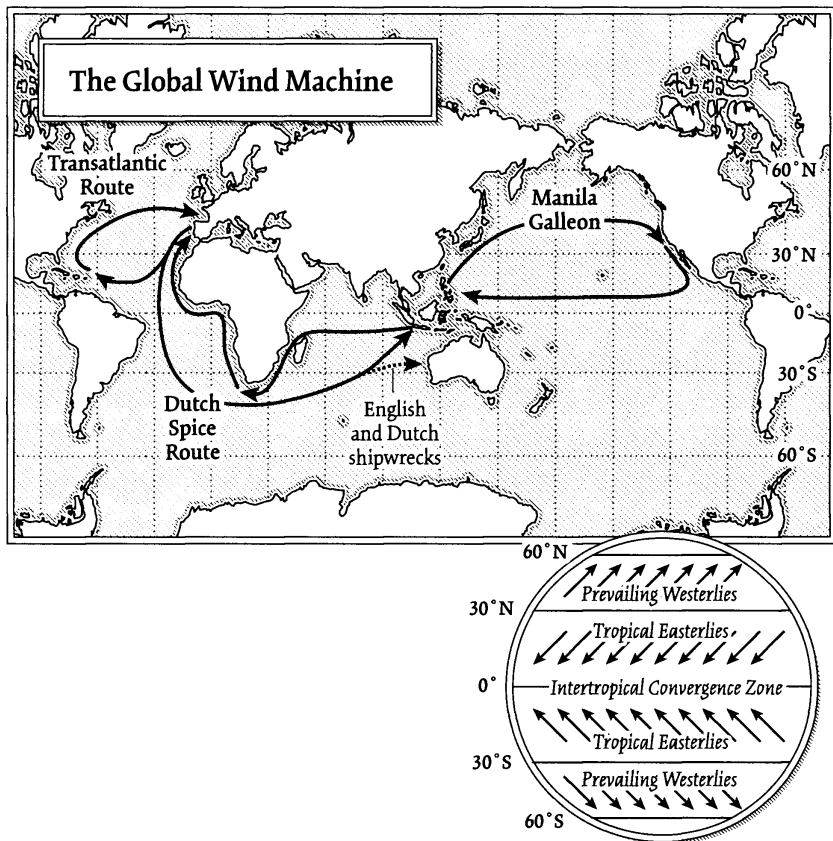 The Global Wind Machine
Transatlantic
Route
60°N
Manila
Galleon
30°N
0°
30°S
Dutch
Spice
Route
English
and Dutch
shipwrecks
60°S
60°N
Prevailing Westerlies
30°N
Tropical Easterlies
0°
Intertropical Convergence Zone
Tropical Easterlies
30°S
Prevailing Westerlies
60°S